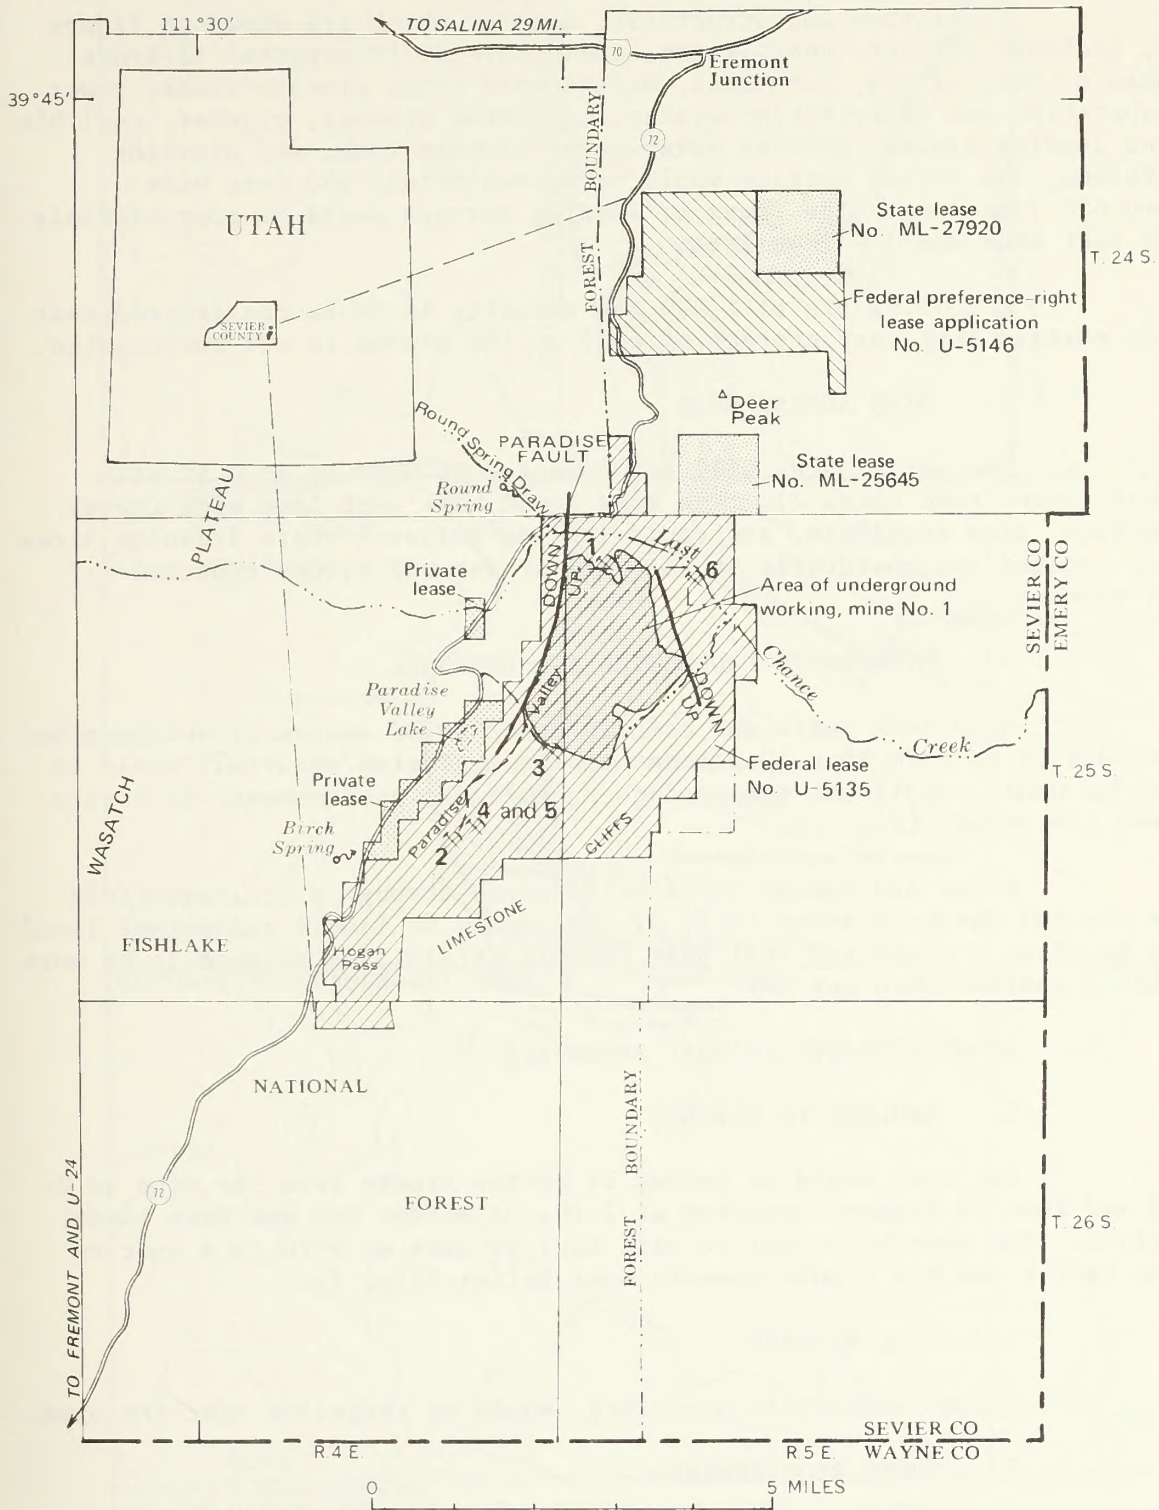 111°30'
TO SALINA 29 MI.
70
Fremont
Junction
39°45'
72
FOREST BOUNDARY
UTAH
State lease
No. ML-27920
T. 24 S.
SEVIER
COUNTY
Federal preference-right
lease application
No. U-5146
Deer
Peak
Round Spring Draw
PARADISE
FAULT
State lease
No. ML-25645
Round
Spring
PLATEAU
DOWN
UP
1
Last
6
Area of underground
working, mine No. 1
Private
lease
SEVIER CO
EMERY CO
Chance
Paradise
Valley
Lake
Valley
DOWN
UP
Creek
3
Federal lease
No. U-5135
T. 25 S.
Private
lease
4 and 5
Paradise
2
CLIFFS
Birch
Spring
WASATCH
LIMESTONE
FISHLAKE
Hogan
Pass
NATIONAL
FOREST BOUNDARY
72
FOREST
T. 26 S.
TO FREMONT AND U-24
SEVIER CO
R. 4 E.
R. 5 E.
WAYNE CO
0
5 MILES